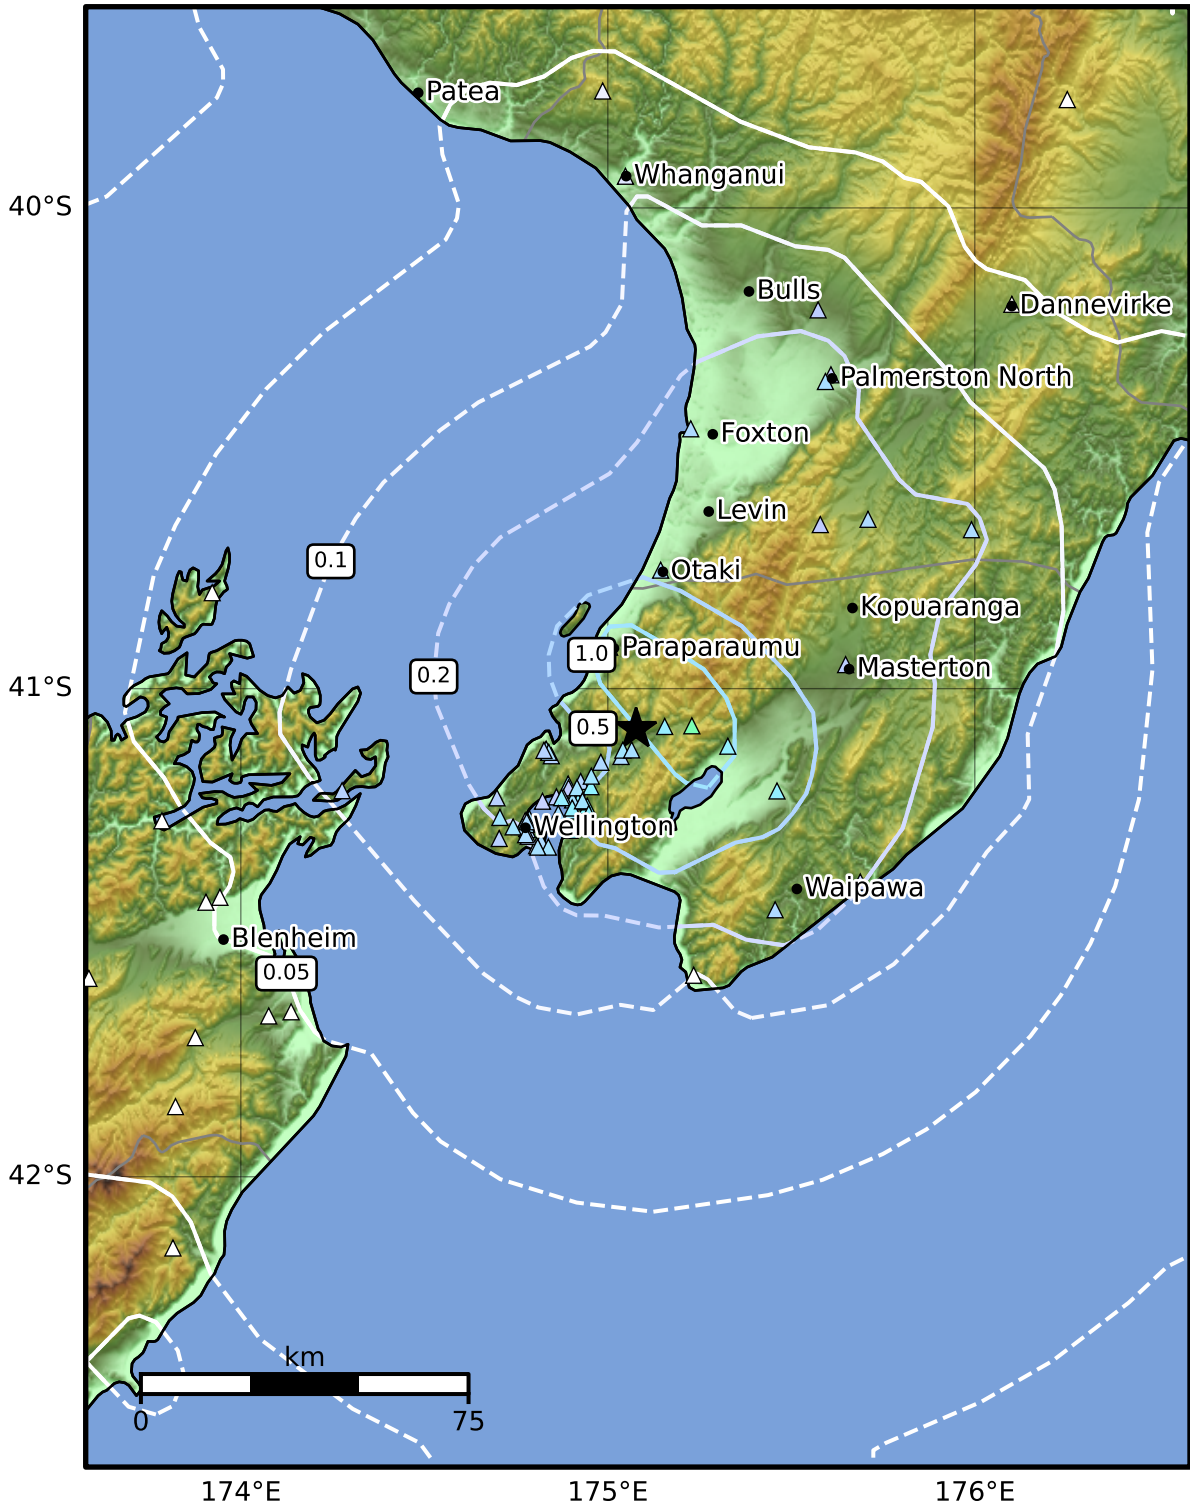 Patea
Whanganui
40°S
Bulls
Dannevirke
Palmerston North
Foxton
Levin
0.1
Otaki
Kopuaranga
Paraparaumu
1.0
Masterton
0.2
41°S
0.5
Wellington
Waipawa
Blenheim
0.05
42°S
km
0 75
174°E 175°E 176°E